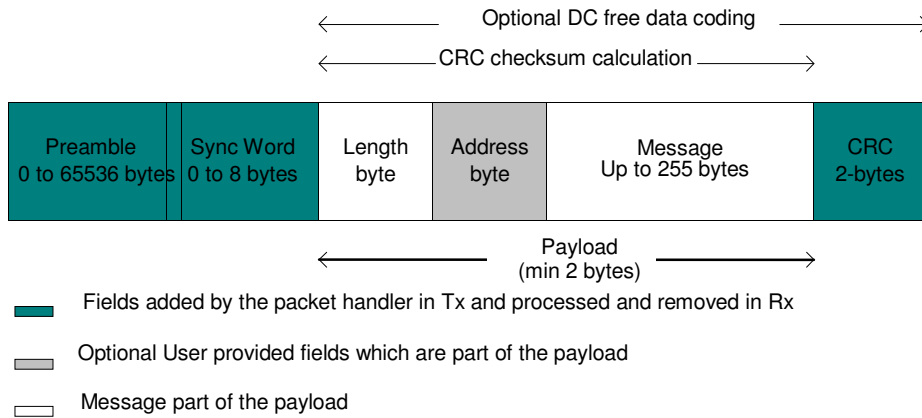 Optional DC free data coding
CRC checksum calculation
Preamble
0 to 65536 bytes
Sync Word
0 to 8 bytes
Length
byte
Address
byte
Message
Up to 255 bytes
CRC
2-bytes
Payload
(min 2 bytes)
Fields added by the packet handler in Tx and processed and removed in Rx
Optional User provided fields which are part of the payload
Message part of the payload